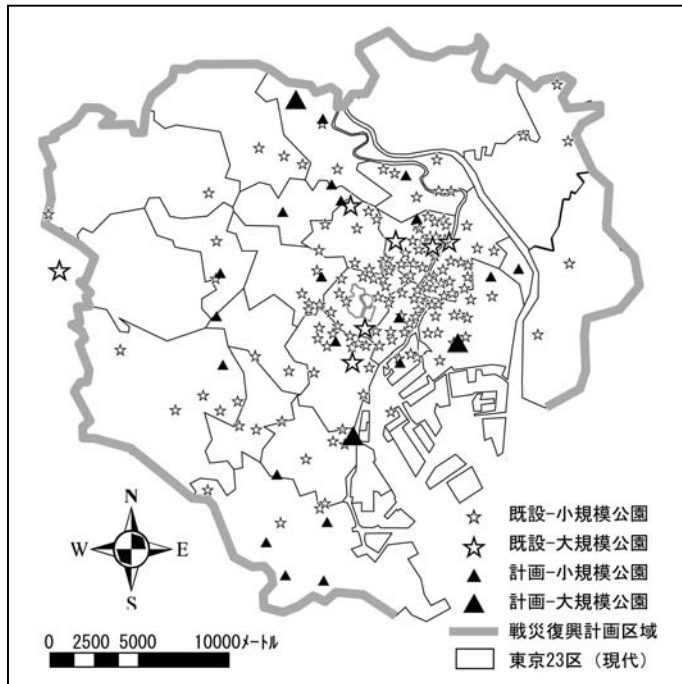 N
W E
S
0 2500 5000 10000メートル
既設-小規模公園
既設-大規模公園
計画-小規模公園
計画-大規模公園
戦災復興計画区域
東京23区（現代）